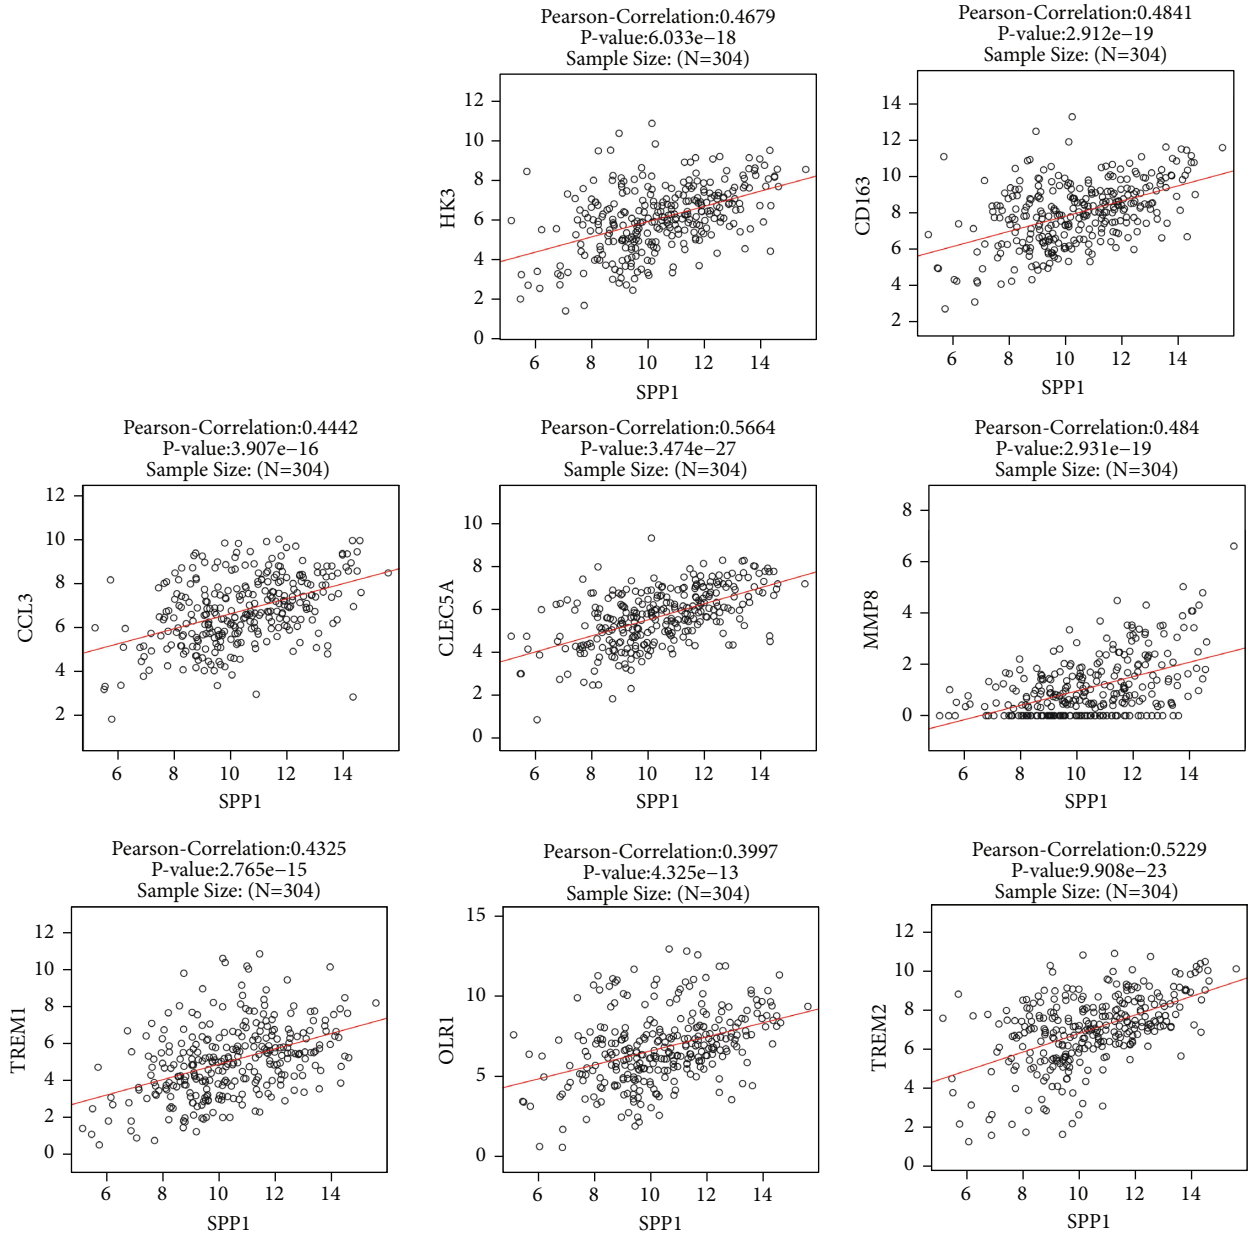 Pearson-Correlation:0.4679
P-value:6.033e−18
Sample Size: (N=304)
HK3
12
10
8
6
4
2
0
6 8 10 12 14
SPP1
Pearson-Correlation:0.4841
P-value:2.912e−19
Sample Size: (N=304)
CD163
14
12
10
8
6
4
2
6 8 10 12 14
SPP1
Pearson-Correlation:0.4442
P-value:3.907e−16
Sample Size: (N=304)
CCL3
12
10
8
6
4
2
6 8 10 12 14
SPP1
Pearson-Correlation:0.5664
P-value:3.474e−27
Sample Size: (N=304)
CLEC5A
10
8
6
4
2
0
6 8 10 12 14
SPP1
Pearson-Correlation:0.484
P-value:2.931e−19
Sample Size: (N=304)
MMP8
8
6
4
2
0
6 8 10 12 14
SPP1
Pearson-Correlation:0.4325
P-value:2.765e−15
Sample Size: (N=304)
TREM1
12
10
8
6
4
2
0
6 8 10 12 14
SPP1
Pearson-Correlation:0.3997
P-value:4.325e−13
Sample Size: (N=304)
OLR1
15
10
5
0
6 8 10 12 14
SPP1
Pearson-Correlation:0.5229
P-value:9.908e−23
Sample Size: (N=304)
TREM2
12
10
8
6
4
2
0
6 8 10 12 14
SPP1